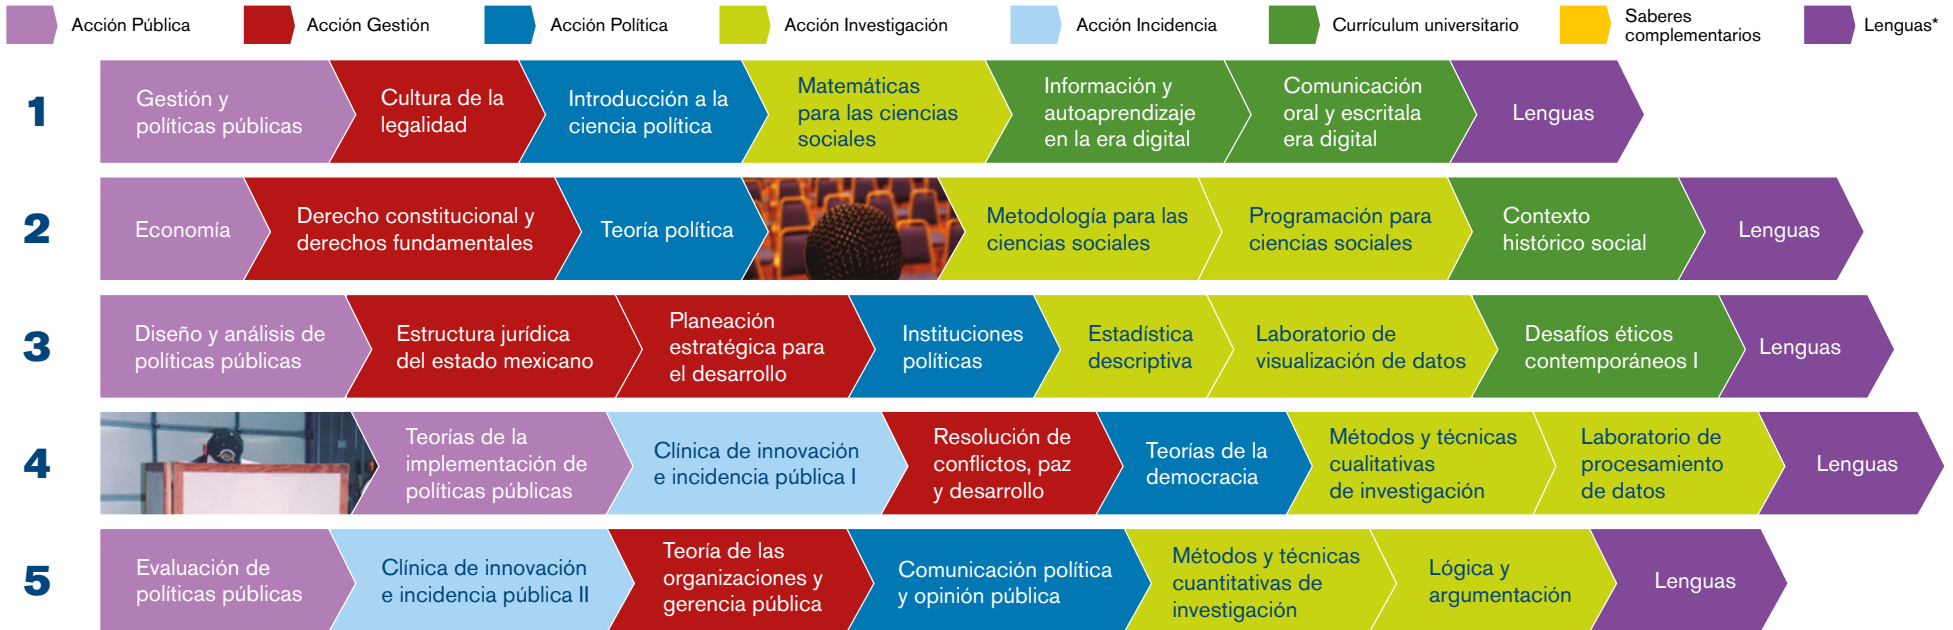 Acción Pública
Acción Gestión
Acción Política
Acción Investigación
Acción Incidencia
Currículum universitario
Saberes
complementarios
Lenguas*
1
Gestión y
políticas públicas
Cultura de la
legalidad
Introducción a la
ciencia política
Matemáticas
para las ciencias
sociales
Información y
autoaprendizaje
en la era digital
Comunicación
oral y escritala
era digital
Lenguas
2
Economía
Derecho constitucional y
derechos fundamentales
Teoría política
Metodología para las
ciencias sociales
Programación para
ciencias sociales
Contexto
histórico social
Lenguas
3
Diseño y análisis de
políticas públicas
Estructura jurídica
del estado mexicano
Planeación
estratégica para
el desarrollo
Instituciones
políticas
Estadística
descriptiva
Laboratorio de
visualización de datos
Desafíos éticos
contemporáneos I
Lenguas
4
Teorías de la
implementación de
políticas públicas
Clínica de innovación
e incidencia pública I
Resolución de
conflictos, paz
y desarrollo
Teorías de la
democracia
Métodos y técnicas
cualitativas
de investigación
Laboratorio de
procesamiento
de datos
Lenguas
5
Evaluación de
políticas públicas
Clínica de innovación
e incidencia pública II
Teoría de las
organizaciones y
gerencia pública
Comunicación política
y opinión pública
Métodos y técnicas
cuantitativas de
investigación
Lógica y
argumentación
Lenguas